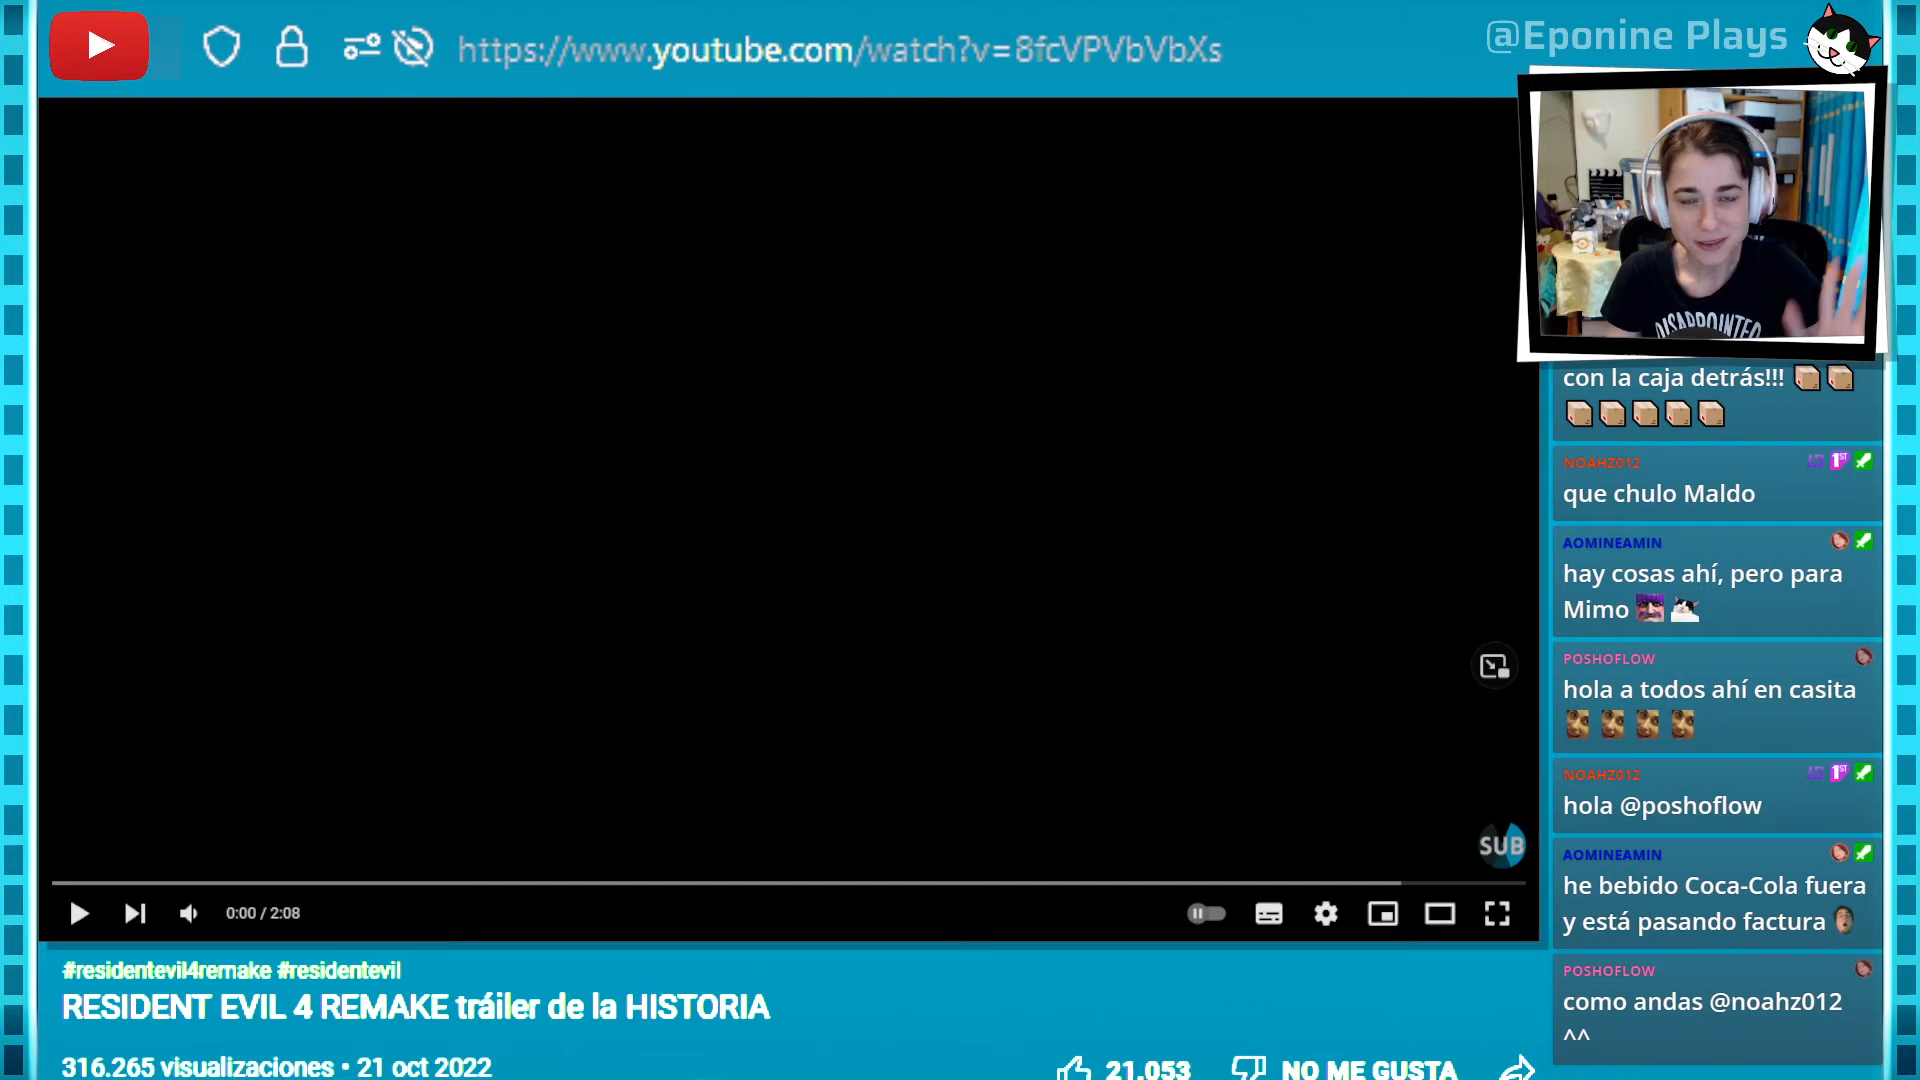 https://www.youtube.com/watch?v=8fcVPVbVbXs
@Eponine Plays
DISAPPOINTED
con la caja detrás!!!
NOAHZ012
1ST
que chulo Maldo
AOMINEAMIN
hay cosas ahí, pero para
Mimo
POSHOFLOW
hola a todos ahí en casita
NOAHZ012
1ST
hola @poshoflow
AOMINEAMIN
he bebido Coca-Cola fuera
y está pasando factura
POSHOFLOW
como andas @noahz012
^^
SUB
0:00 / 2:08
#residentevil4remake #residentevil
RESIDENT EVIL 4 REMAKE tráiler de la HISTORIA
316.265 visualizaciones • 21 oct 2022
21.053
NO ME GUSTA